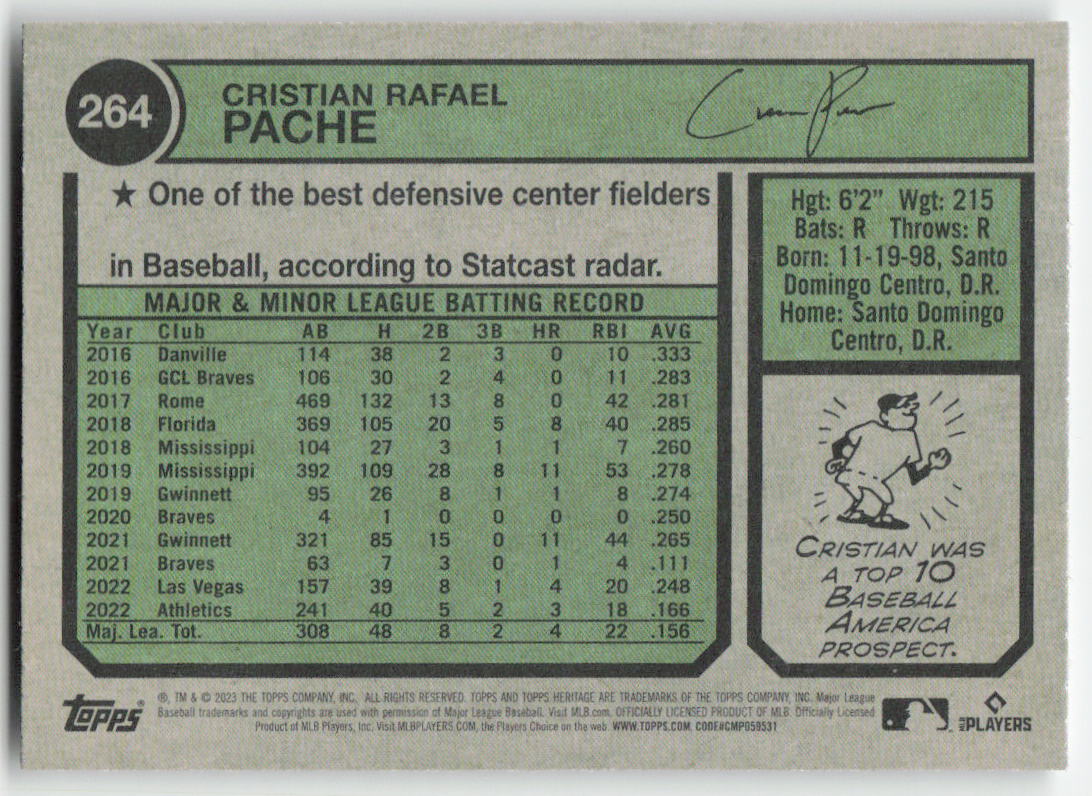 264
CRISTIAN RAFAEL
PACHE
★ One of the best defensive center fielders
in Baseball, according to Statcast radar.
MAJOR & MINOR LEAGUE BATTING RECORD
Year Club AB H 2B 3B HR RBI AVG
2016 Danville 114 38 2 3 0 10 .333
2016 GCL Braves 106 30 2 4 0 11 .283
2017 Rome 469 132 13 8 0 42 .281
2018 Florida 369 105 20 5 8 40 .285
2018 Mississippi 104 27 3 1 1 7 .260
2019 Mississippi 392 109 28 8 11 53 .278
2019 Gwinnett 95 26 8 1 1 8 .274
2020 Braves 4 1 0 0 0 0 .250
2021 Gwinnett 321 85 15 0 11 44 .265
2021 Braves 63 7 3 0 1 4 .111
2022 Las Vegas 157 39 8 1 4 20 .248
2022 Athletics 241 40 5 2 3 18 .166
Maj. Lea. Tot. 308 48 8 2 4 22 .156
Hgt: 6'2" Wgt: 215
Bats: R Throws: R
Born: 11-19-98, Santo
Domingo Centro, D.R.
Home: Santo Domingo
Centro, D.R.
CRISTIAN WAS
A TOP 10
BASEBALL
AMERICA
PROSPECT.
topps®
®, TM & © 2023 THE TOPPS COMPANY, INC. ALL RIGHTS RESERVED. TOPPS AND TOPPS HERITAGE ARE TRADEMARKS OF THE TOPPS COMPANY, INC. Major League
Baseball trademarks and copyrights are used with permission of Major League Baseball. Visit MLB.com. OFFICIALLY LICENSED PRODUCT OF MLB. Officially Licensed
Product of MLB Players, Inc. Visit MLBPLAYERS.COM, the Players Choice on the web. WWW.TOPPS.COM. CODE#CMP059531
MLB PLAYERS